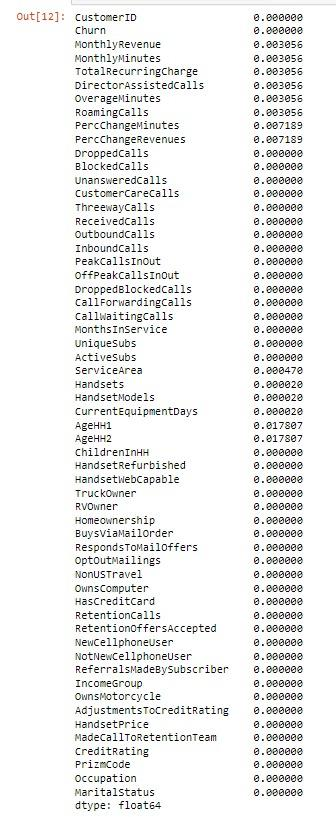 Out[12]: CustomerID 0.000000
Churn 0.000000
MonthlyRevenue 0.003056
MonthlyMinutes 0.003056
TotalRecurringCharge 0.003056
DirectorAssistedCalls 0.003056
OverageMinutes 0.003056
RoamingCalls 0.003056
PercChangeMinutes 0.007189
PercChangeRevenues 0.007189
DroppedCalls 0.000000
BlockedCalls 0.000000
UnansweredCalls 0.000000
CustomerCareCalls 0.000000
ThreewayCalls 0.000000
ReceivedCalls 0.000000
OutboundCalls 0.000000
InboundCalls 0.000000
PeakCallsInOut 0.000000
OffPeakCallsInOut 0.000000
DroppedBlockedCalls 0.000000
CallForwardingCalls 0.000000
CallWaitingCalls 0.000000
MonthsInService 0.000000
UniqueSubs 0.000000
ActiveSubs 0.000000
ServiceArea 0.000470
Handsets 0.000020
HandsetModels 0.000020
CurrentEquipmentDays 0.000020
AgeHH1 0.017807
AgeHH2 0.017807
ChildrenInHH 0.000000
HandsetRefurbished 0.000000
HandsetWebCapable 0.000000
TruckOwner 0.000000
RVOwner 0.000000
Homeownership 0.000000
BuysViaMailOrder 0.000000
RespondsToMailOffers 0.000000
OptOutMailings 0.000000
NonUSTravel 0.000000
OwnsComputer 0.000000
HasCreditCard 0.000000
RetentionCalls 0.000000
RetentionOffersAccepted 0.000000
NewCellphoneUser 0.000000
NotNewCellphoneUser 0.000000
ReferralsMadeBySubscriber 0.000000
IncomeGroup 0.000000
OwnsMotorcycle 0.000000
AdjustmentsToCreditRating 0.000000
HandsetPrice 0.000000
MadeCallToRetentionTeam 0.000000
CreditRating 0.000000
PrizmCode 0.000000
Occupation 0.000000
MaritalStatus 0.000000
dtype: float64